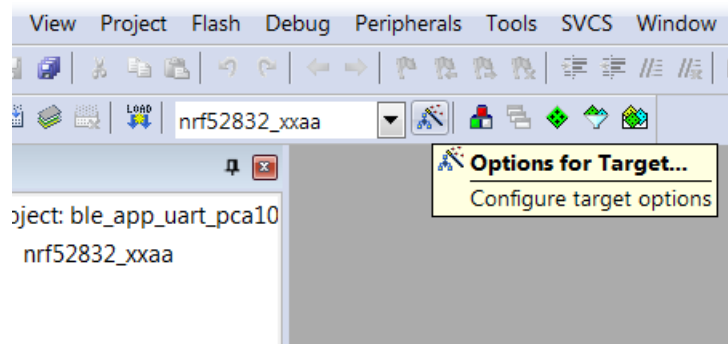 View Project Flash Debug Peripherals Tools SVCS Window
LOAD nrf52832_xxaa
Options for Target...
Configure target options
oject: ble_app_uart_pca10
nrf52832_xxaa